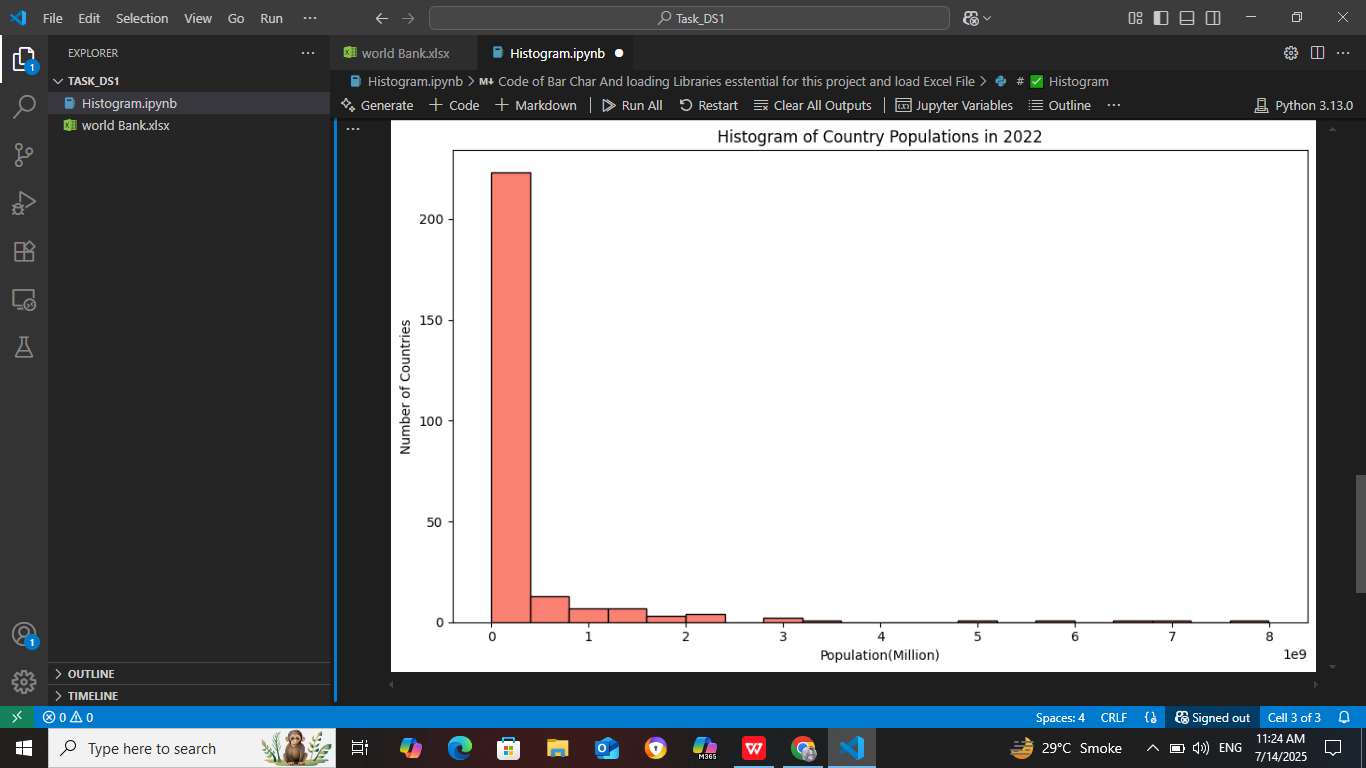 File Edit Selection View Go Run ···
Task_DS1
EXPLORER ···
TASK_DS1
Histogram.ipynb
world Bank.xlsx
OUTLINE
TIMELINE
1
1
world Bank.xlsx
Histogram.ipynb
Histogram.ipynb > M↓ Code of Bar Char And loading Libraries esstential for this project and load Excel File > # ✅ Histogram
Generate + Code + Markdown Run All Restart Clear All Outputs Jupyter Variables Outline ··· Python 3.13.0
Histogram of Country Populations in 2022
Number of Countries
200
150
100
50
0
0 1 2 3 4 5 6 7 8
Population(Million)
1e9
0 0 Spaces: 4 CRLF {} Signed out Cell 3 of 3
Type here to search
M365
29°C Smoke
ENG
11:24 AM
7/14/2025